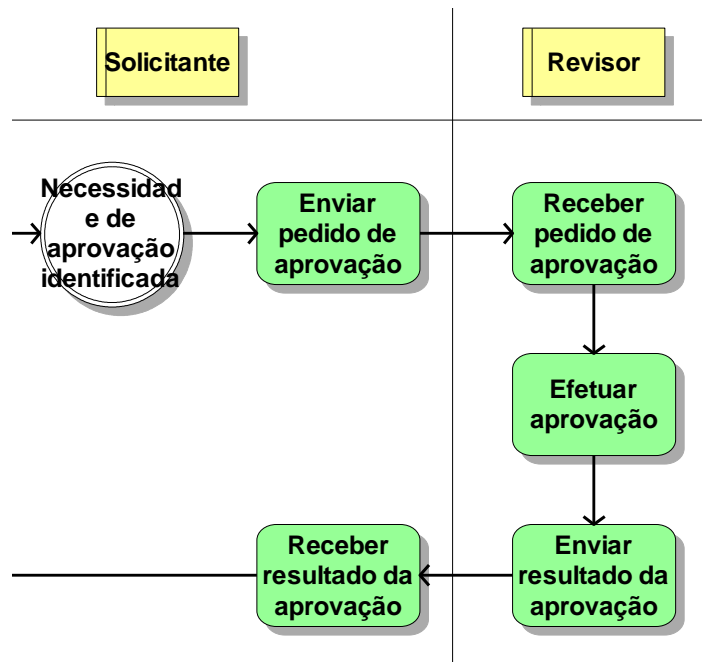 Solicitante
Revisor
Necessidad
e de
aprovação
identificada
Enviar
pedido de
aprovação
Receber
pedido de
aprovação
Efetuar
aprovação
Receber
resultado da
aprovação
Enviar
resultado da
aprovação